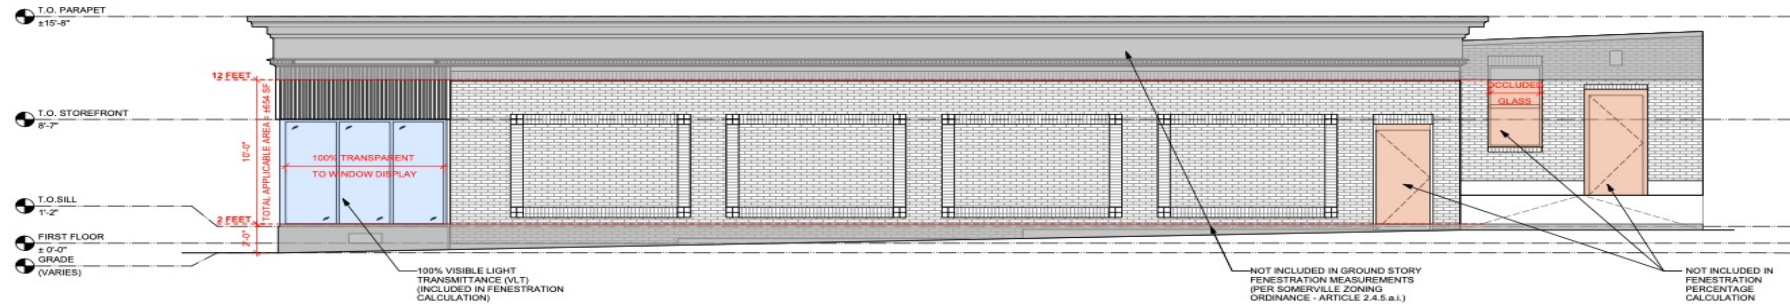 T.O. PARAPET
±15'-8"
12 FEET
T.O. STOREFRONT
8'-7"
10'-0"
TOTAL APPLICABLE AREA = ±654 SF
100% TRANSPARENT
TO WINDOW DISPLAY
OCCLUDED
GLASS
T.O.SILL
1'-2"
2 FEET
2'-0"
FIRST FLOOR
± 0'-0"
GRADE
(VARIES)
100% VISIBLE LIGHT
TRANSMITTANCE (VLT)
(INCLUDED IN FENESTRATION
CALCULATION)
NOT INCLUDED IN GROUND STORY
FENESTRATION MEASUREMENTS
(PER SOMERVILLE ZONING
ORDINANCE - ARTICLE 2.4.5.a.i.)
NOT INCLUDED IN
FENESTRATION
PERCENTAGE
CALCULATION